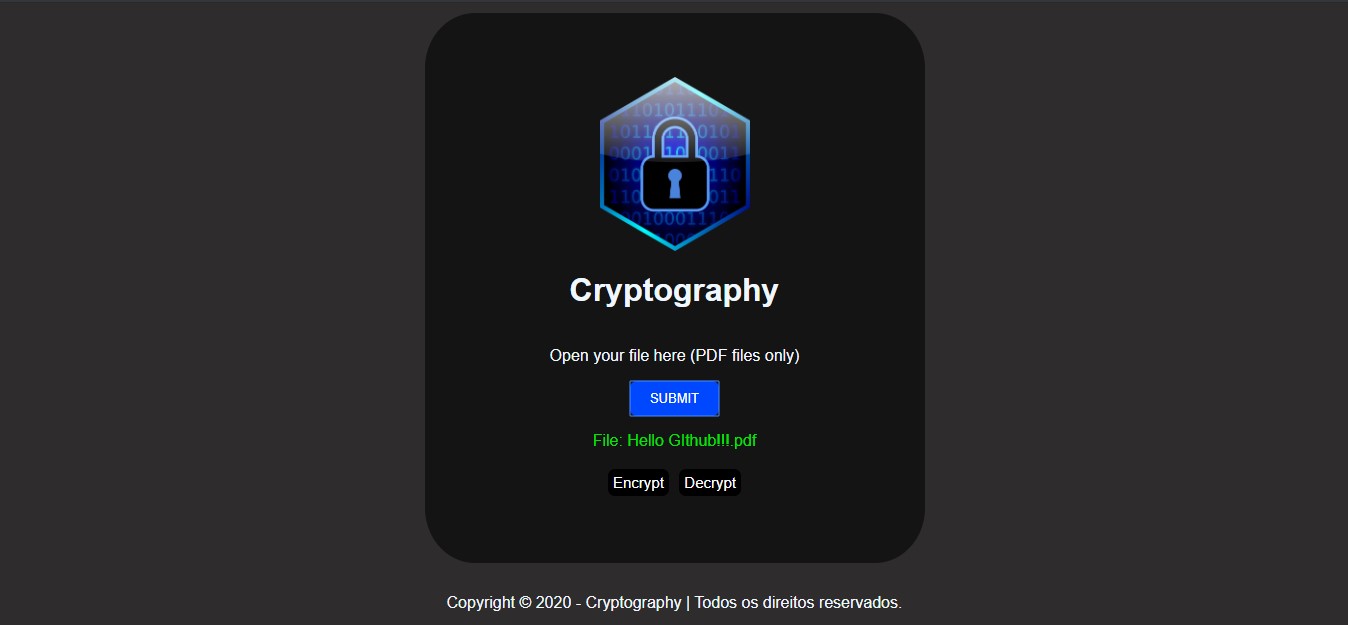 Cryptography
Open your file here (PDF files only)
SUBMIT
File: Hello GIthub!!!.pdf
Encrypt Decrypt
Copyright © 2020 - Cryptography | Todos os direitos reservados.